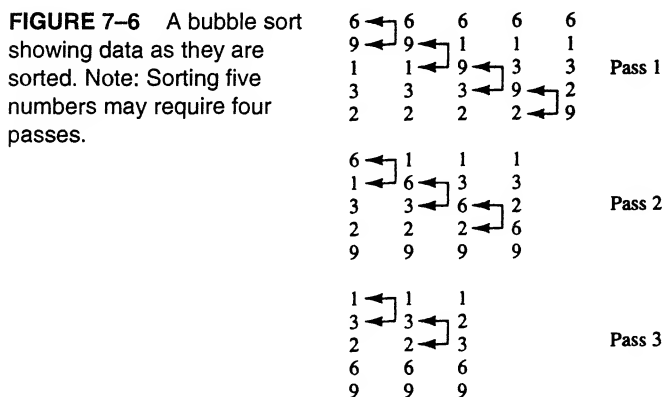 FIGURE 7–6 A bubble sort
showing data as they are
sorted. Note: Sorting five
numbers may require four
passes.
6 6 6 6 6
9 9 1 1 1
1 1 9 3 3
3 3 3 9 2
2 2 2 2 9
Pass 1
6 1 1 1
1 6 3 3
3 3 6 2
2 2 2 6
9 9 9 9
Pass 2
1 1 1
3 3 2
2 2 3
6 6 6
9 9 9
Pass 3